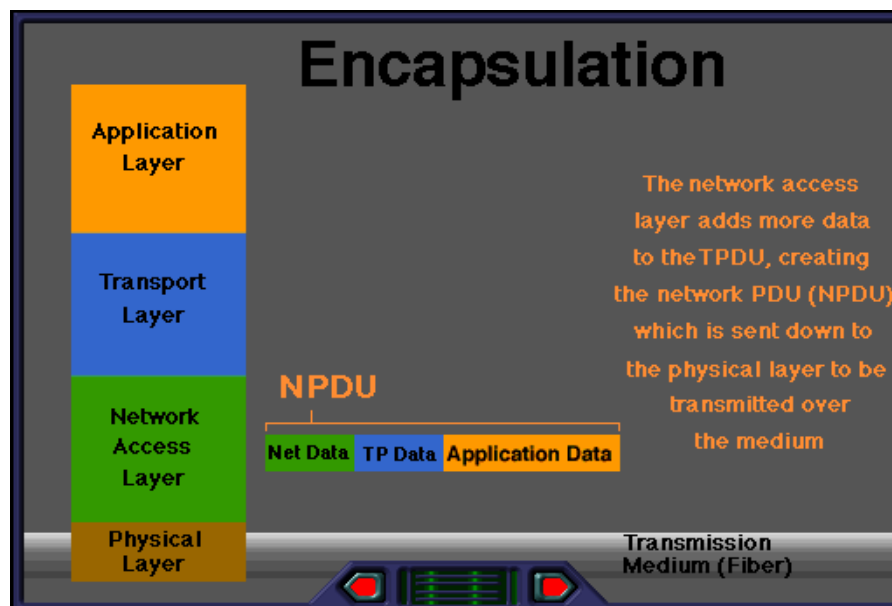 Encapsulation
Application
Layer
Transport
Layer
Network
Access
Layer
Physical
Layer
NPDU
Net Data TP Data Application Data
The network access
layer adds more data
to the TPDU, creating
the network PDU (NPDU)
which is sent down to
the physical layer to be
transmitted over
the medium
Transmission
Medium (Fiber)